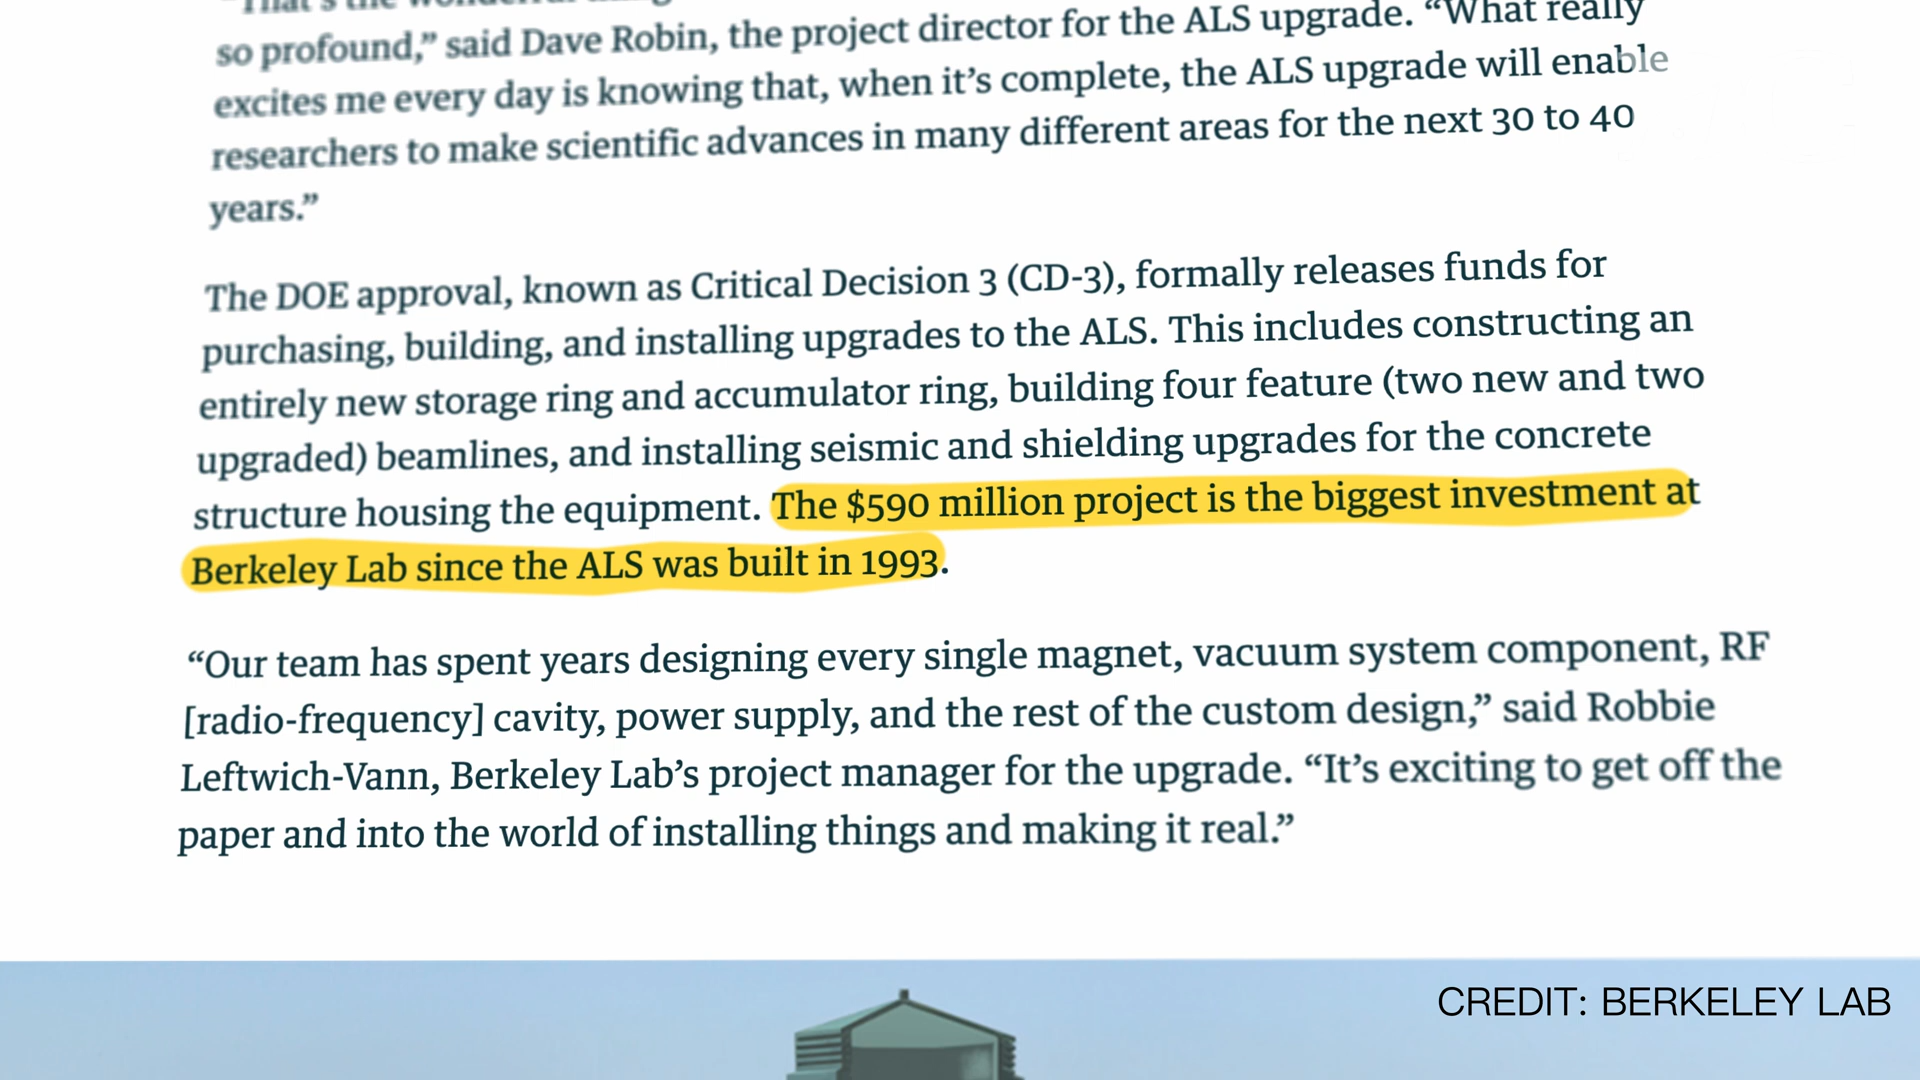 “That’s the wonderful thing
so profound,” said Dave Robin, the project director for the ALS upgrade. “What really
excites me every day is knowing that, when it’s complete, the ALS upgrade will enable
researchers to make scientific advances in many different areas for the next 30 to 40
years.”
The DOE approval, known as Critical Decision 3 (CD-3), formally releases funds for
purchasing, building, and installing upgrades to the ALS. This includes constructing an
entirely new storage ring and accumulator ring, building four feature (two new and two
upgraded) beamlines, and installing seismic and shielding upgrades for the concrete
structure housing the equipment. The $590 million project is the biggest investment at
Berkeley Lab since the ALS was built in 1993.
“Our team has spent years designing every single magnet, vacuum system component, RF
[radio-frequency] cavity, power supply, and the rest of the custom design,” said Robbie
Leftwich-Vann, Berkeley Lab’s project manager for the upgrade. “It’s exciting to get off the
paper and into the world of installing things and making it real.”
CREDIT: BERKELEY LAB